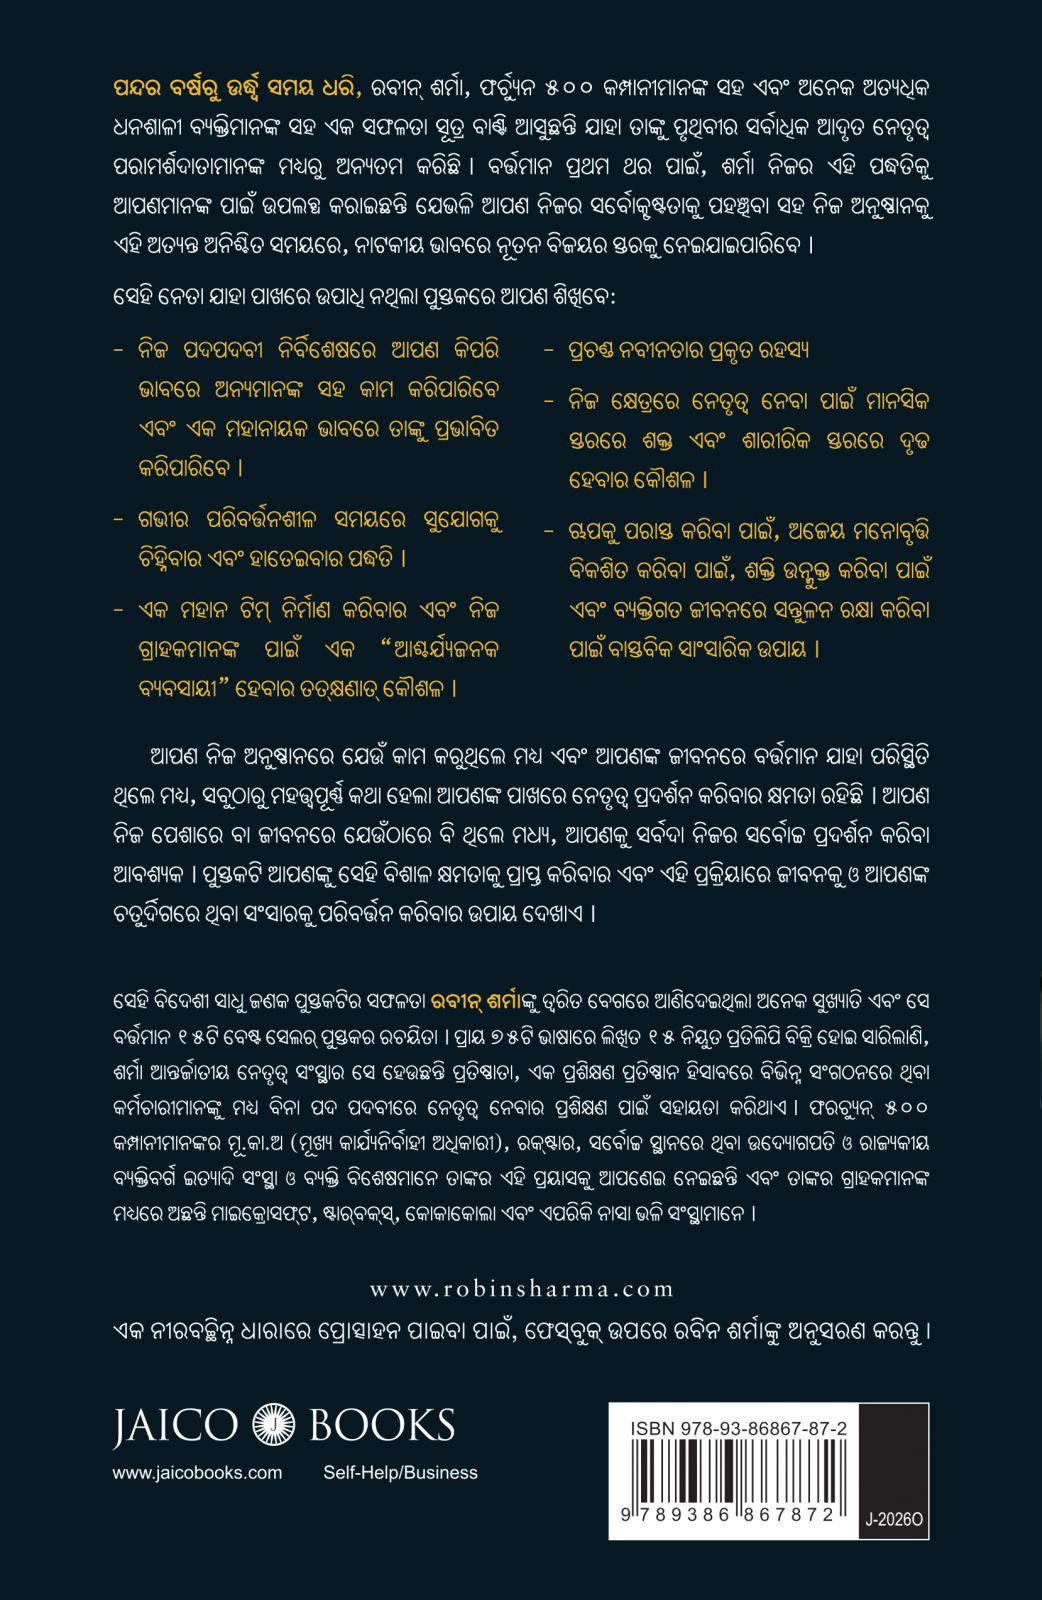 ପନ୍ଦର ବର୍ଷରୁ ଉର୍ଦ୍ଧ୍ୱ ସମୟ ଧରି, ରବୀନ୍ ଶର୍ମା, ଫର୍ଚ୍ଚୁନ ୫୦୦ କମ୍ପାନୀମାନଙ୍କ ସହ ଏବଂ ଅନେକ ଅତ୍ୟଧିକ
ଧନଶାଳୀ ବ୍ୟକ୍ତିମାନଙ୍କ ସହ ଏକ ସଫଳତା ସୂତ୍ର ବାଣ୍ଟି ଆସୁଛନ୍ତି ଯାହା ତାଙ୍କୁ ପୃଥିବୀର ସର୍ବାଧିକ ଆଦୃତ ନେତୃତ୍ୱ
ପରାମର୍ଶଦାତାମାନଙ୍କ ମଧ୍ୟରୁ ଅନ୍ୟତମ କରିଛି । ବର୍ତ୍ତମାନ ପ୍ରଥମ ଥର ପାଇଁ, ଶର୍ମା ନିଜର ଏହି ପଦ୍ଧତିକୁ
ଆପଣମାନଙ୍କ ପାଇଁ ଉପଲବ୍ଧ କରାଇଛନ୍ତି ଯେଭଳି ଆପଣ ନିଜର ସର୍ବୋତ୍କୃଷ୍ଟତାକୁ ପହଞ୍ଚିବା ସହ ନିଜ ଅନୁଷ୍ଠାନକୁ
ଏହି ଅତ୍ୟନ୍ତ ଅନିଶ୍ଚିତ ସମୟରେ, ନାଟକୀୟ ଭାବରେ ନୂତନ ବିଜୟର ସ୍ତରକୁ ନେଇଯାଇପାରିବେ ।
ସେହି ନେତା ଯାହା ପାଖରେ ଉପାଧି ନଥିଲା ପୁସ୍ତକରେ ଆପଣ ଶିଖିବେ:
– ନିଜ ପଦପଦବୀ ନିର୍ବିଶେଷରେ ଆପଣ କିପରି
ଭାବରେ ଅନ୍ୟମାନଙ୍କ ସହ କାମ କରିପାରିବେ
ଏବଂ ଏକ ମହାନାୟକ ଭାବରେ ତାଙ୍କୁ ପ୍ରଭାବିତ
କରିପାରିବେ ।
– ଗଭୀର ପରିବର୍ତ୍ତନଶୀଳ ସମୟରେ ସୁଯୋଗକୁ
ଚିହ୍ନିବାର ଏବଂ ହାତେଇବାର ପଦ୍ଧତି ।
– ଏକ ମହାନ ଟିମ୍ ନିର୍ମାଣ କରିବାର ଏବଂ ନିଜ
ଗ୍ରାହକମାନଙ୍କ ପାଇଁ ଏକ “ଆଶ୍ଚର୍ଯ୍ୟଜନକ
ବ୍ୟବସାୟୀ” ହେବାର ତତ୍‌କ୍ଷଣାତ୍ କୌଶଳ ।
– ପ୍ରଚଣ୍ଡ ନବୀନତାର ପ୍ରକୃତ ରହସ୍ୟ
– ନିଜ କ୍ଷେତ୍ରରେ ନେତୃତ୍ୱ ନେବା ପାଇଁ ମାନସିକ
ସ୍ତରରେ ଶକ୍ତ ଏବଂ ଶାରୀରିକ ସ୍ତରରେ ଦୃଢ
ହେବାର କୌଶଳ ।
– ଋପକୁ ପରାସ୍ତ କରିବା ପାଇଁ, ଅଜେୟ ମନୋବୃତ୍ତି
ବିକଶିତ କରିବା ପାଇଁ, ଶକ୍ତି ଉନ୍ମୁକ୍ତ କରିବା ପାଇଁ
ଏବଂ ବ୍ୟକ୍ତିଗତ ଜୀବନରେ ସନ୍ତୁଳନ ରକ୍ଷା କରିବା
ପାଇଁ ବାସ୍ତବିକ ସାଂସାରିକ ଉପାୟ ।
ଆପଣ ନିଜ ଅନୁଷ୍ଠାନରେ ଯେଉଁ କାମ କରୁଥିଲେ ମଧ୍ୟ ଏବଂ ଆପଣଙ୍କ ଜୀବନରେ ବର୍ତ୍ତମାନ ଯାହା ପରିସ୍ଥିତି
ଥିଲେ ମଧ୍ୟ, ସବୁଠାରୁ ମହତ୍ତ୍ୱପୂର୍ଣ୍ଣ କଥା ହେଲା ଆପଣଙ୍କ ପାଖରେ ନେତୃତ୍ୱ ପ୍ରଦର୍ଶନ କରିବାର କ୍ଷମତା ରହିଛି । ଆପଣ
ନିଜ ପେଶାରେ ବା ଜୀବନରେ ଯେଉଁଠାରେ ବି ଥିଲେ ମଧ୍ୟ, ଆପଣକୁ ସର୍ବଦା ନିଜର ସର୍ବୋଚ୍ଚ ପ୍ରଦର୍ଶନ କରିବା
ଆବଶ୍ୟକ । ପୁସ୍ତକଟି ଆପଣଙ୍କୁ ସେହି ବିଶାଳ କ୍ଷମତାକୁ ପ୍ରାପ୍ତ କରିବାର ଏବଂ ଏହି ପ୍ରକ୍ରିୟାରେ ଜୀବନକୁ ଓ ଆପଣଙ୍କ
ଚତୁର୍ଦିଗରେ ଥିବା ସଂସାରକୁ ପରିବର୍ତ୍ତନ କରିବାର ଉପାୟ ଦେଖାଏ ।
ସେହି ବିଦେଶୀ ସାଧୁ ଜଣକ ପୁସ୍ତକଟିର ସଫଳତା ରବୀନ୍ ଶର୍ମାଙ୍କୁ ତ୍ୱରିତ ବେଗରେ ଆଣିଦେଇଥିଲା ଅନେକ ସୁଖ୍ୟାତି ଏବଂ ସେ
ବର୍ତ୍ତମାନ ୧୫ଟି ବେଷ୍ଟ ସେଲର୍ ପୁସ୍ତକର ରଚୟିତା । ପ୍ରାୟ ୭୫ଟି ଭାଷାରେ ଲିଖିତ ୧୫ ନିୟୁତ ପ୍ରତିଲିପି ବିକ୍ରି ହୋଇ ସାରିଲାଣି,
ଶର୍ମା ଆନ୍ତର୍ଜାତୀୟ ନେତୃତ୍ୱ ସଂସ୍ଥାର ସେ ହେଉଛନ୍ତି ପ୍ରତିଷ୍ଠାତା, ଏକ ପ୍ରଶିକ୍ଷଣ ପ୍ରତିଷ୍ଠାନ ହିସାବରେ ବିଭିନ୍ନ ସଂଗଠନରେ ଥିବା
କର୍ମଚାରୀମାନଙ୍କୁ ମଧ୍ୟ ବିନା ପଦ ପଦବୀରେ ନେତୃତ୍ୱ ନେବାର ପ୍ରଶିକ୍ଷଣ ପାଇଁ ସହାୟତା କରିଥାଏ । ଫରଚ୍ୟୁନ୍ ୫୦୦
କମ୍ପାନୀମାନଙ୍କର ମୂ.କା.ଅ (ମୂଖ୍ୟ କାର୍ଯ୍ୟନିର୍ବାହୀ ଅଧିକାରୀ), ରକ୍‌ଷ୍ଟାର, ସର୍ବୋଚ୍ଚ ସ୍ଥାନରେ ଥିବା ଉଦ୍ୟୋଗପତି ଓ ରାଜ୍ୟକୀୟ
ବ୍ୟକ୍ତିବର୍ଗ ଇତ୍ୟାଦି ସଂସ୍ଥା ଓ ବ୍ୟକ୍ତି ବିଶେଷମାନେ ତାଙ୍କର ଏହି ପ୍ରୟାସକୁ ଆପଣେଇ ନେଇଛନ୍ତି ଏବଂ ତାଙ୍କର ଗ୍ରାହକମାନଙ୍କ
ମଧ୍ୟରେ ଅଛନ୍ତି ମାଇକ୍ରୋସଫ୍‌ଟ, ଷ୍ଟାର୍‌ବକ୍‌ସ୍, କୋକାକୋଲା ଏବଂ ଏପରିକି ନାସା ଭଳି ସଂସ୍ଥାମାନେ ।
www.robinsharma.com
ଏକ ନୀରବଚ୍ଛିନ୍ନ ଧାରାରେ ପ୍ରୋତ୍ସାହନ ପାଇବା ପାଇଁ, ଫେସ୍‌ବୁକ୍ ଉପରେ ରବିନ ଶର୍ମାଙ୍କୁ ଅନୁସରଣ କରନ୍ତୁ ।
JAICO J BOOKS
www.jaicobooks.com Self-Help/Business
ISBN 978-93-86867-87-2
9 789386 867872
J-2026O